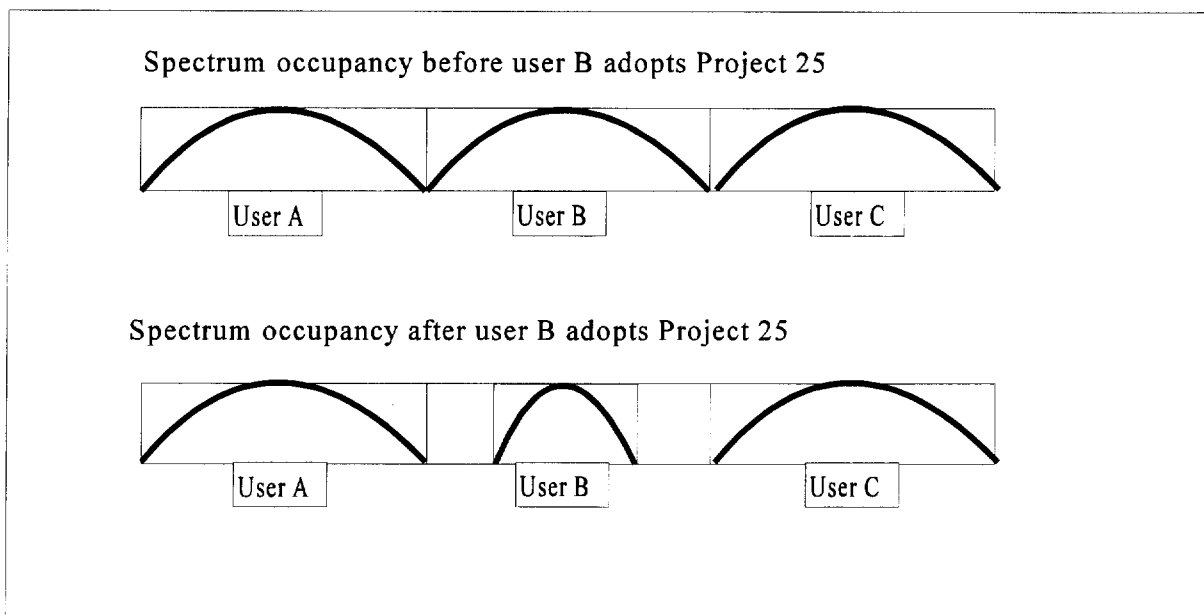 Spectrum occupancy before user B adopts Project 25
User A
User B
User C
Spectrum occupancy after user B adopts Project 25
User A
User B
User C